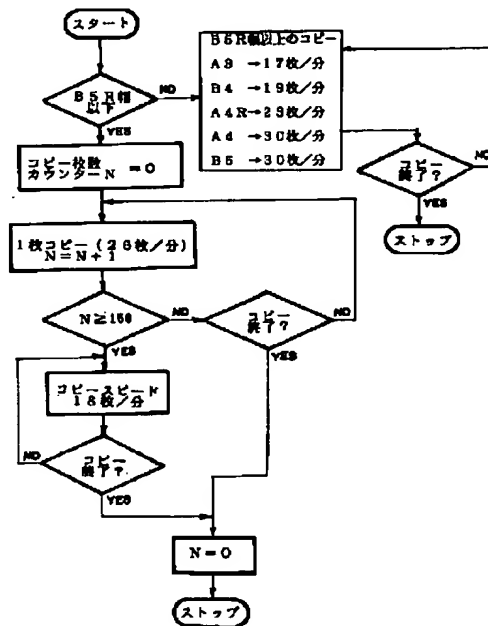 スタート
B5R幅
以下
NO
YES
B5R幅以上のコピー
A3 →17枚/分
B4 →19枚/分
A4R→23枚/分
A4 →30枚/分
B5 →30枚/分
コピー
終了?
NO
YES
ストップ
コピー枚数
カウンターN =0
1枚コピー(26枚/分)
N=N+1
N≧150
NO
YES
コピー
終了?
NO
YES
コピースピード
18枚/分
コピー
終了?
NO
YES
N=0
ストップ